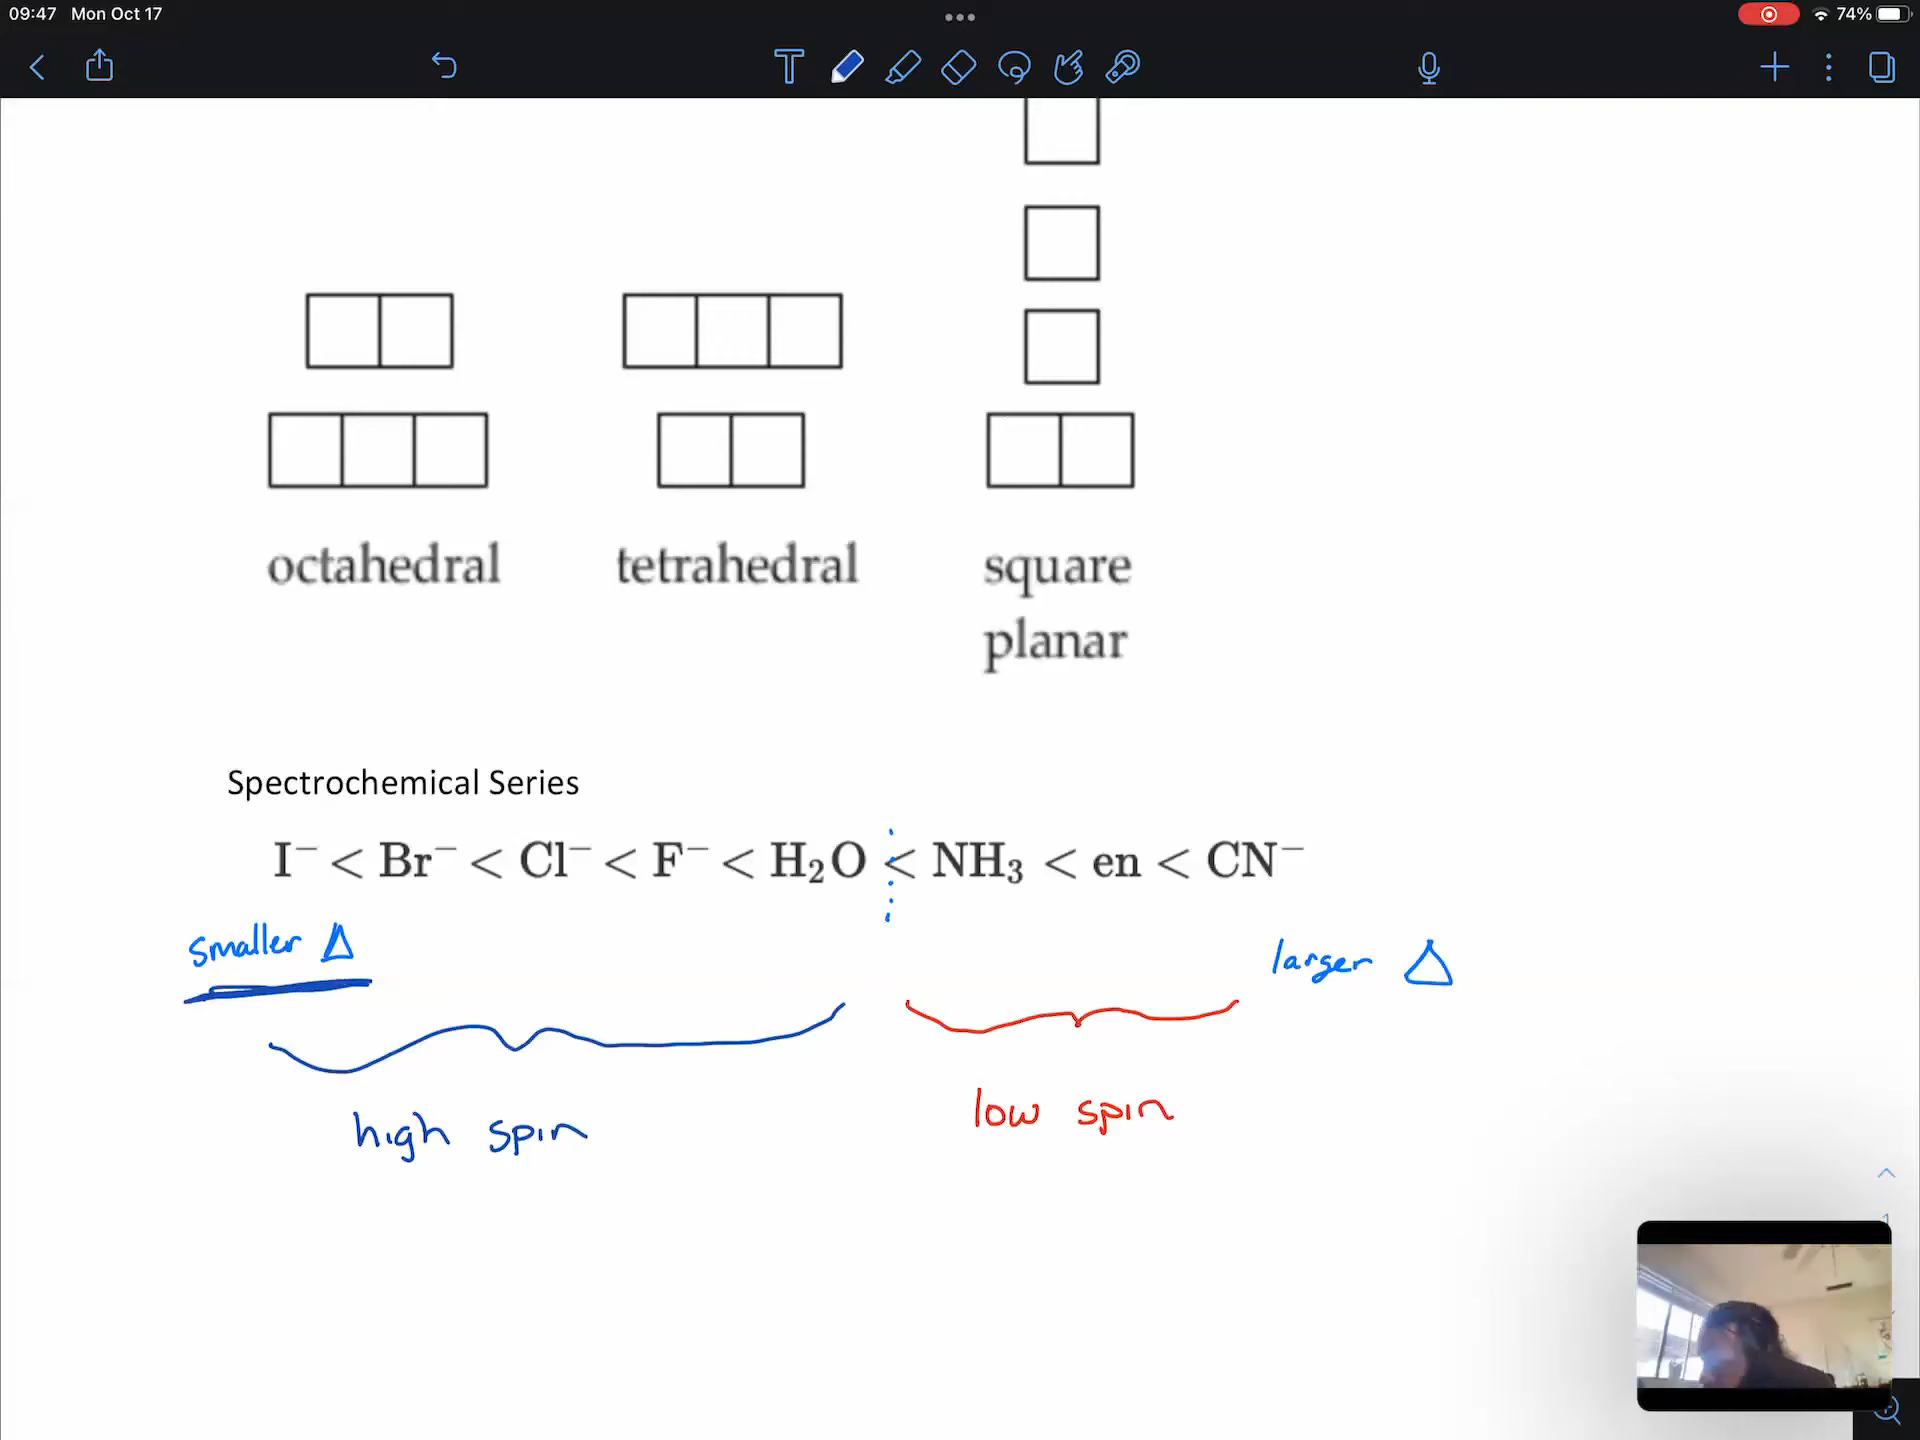 09:47 Mon Oct 17
74%
T
octahedral tetrahedral square
planar
Spectrochemical Series
I⁻ < Br⁻ < Cl⁻ < F⁻ < H₂O < NH₃ < en < CN⁻
smaller Δ larger Δ
high spin low spin